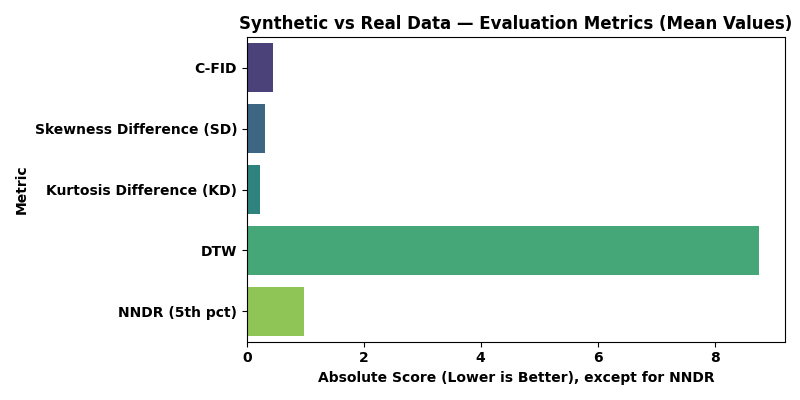 Synthetic vs Real Data — Evaluation Metrics (Mean Values)
Metric
C-FID
Skewness Difference (SD)
Kurtosis Difference (KD)
DTW
NNDR (5th pct)
0 2 4 6 8
Absolute Score (Lower is Better), except for NNDR